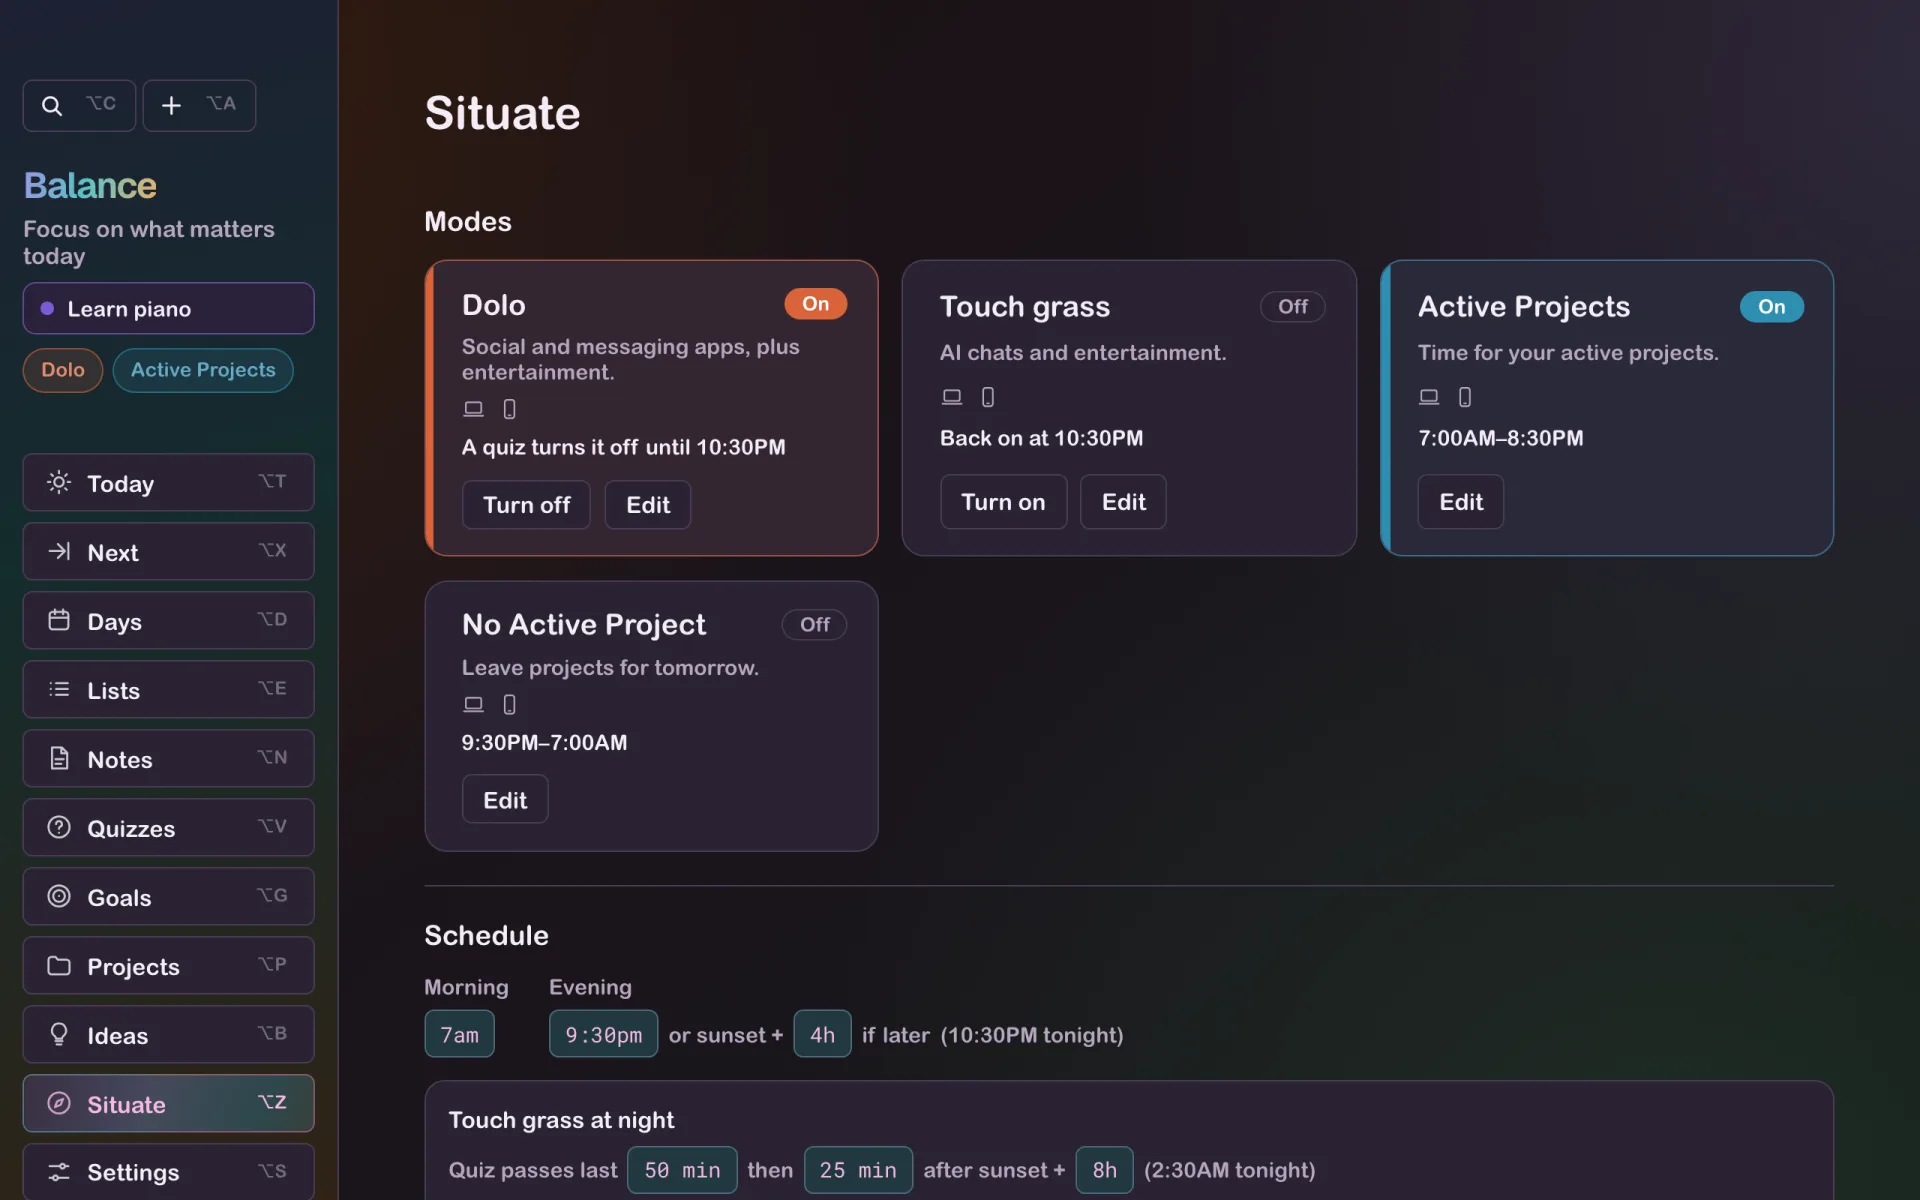 ⌥C
⌥A
Balance
Focus on what matters
today
Learn piano
Dolo
Active Projects
Today ⌥T
Next ⌥X
Days ⌥D
Lists ⌥E
Notes ⌥N
Quizzes ⌥V
Goals ⌥G
Projects ⌥P
Ideas ⌥B
Situate ⌥Z
Settings ⌥S
Situate
Modes
Dolo On
Social and messaging apps, plus
entertainment.
A quiz turns it off until 10:30PM
Turn off Edit
Touch grass Off
AI chats and entertainment.
Back on at 10:30PM
Turn on Edit
Active Projects On
Time for your active projects.
7:00AM–8:30PM
Edit
No Active Project Off
Leave projects for tomorrow.
9:30PM–7:00AM
Edit
Schedule
Morning Evening
7am 9:30pm or sunset + 4h if later (10:30PM tonight)
Touch grass at night
Quiz passes last 50 min then 25 min after sunset + 8h (2:30AM tonight)